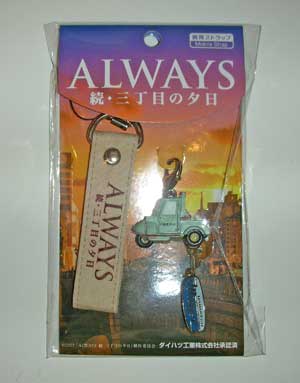 携帯ストラップ
Mobile Strap
ALWAYS
続・三丁目の夕日
ALWAYS
続・三丁目の夕日
ダイハツ工業株式会社承認済